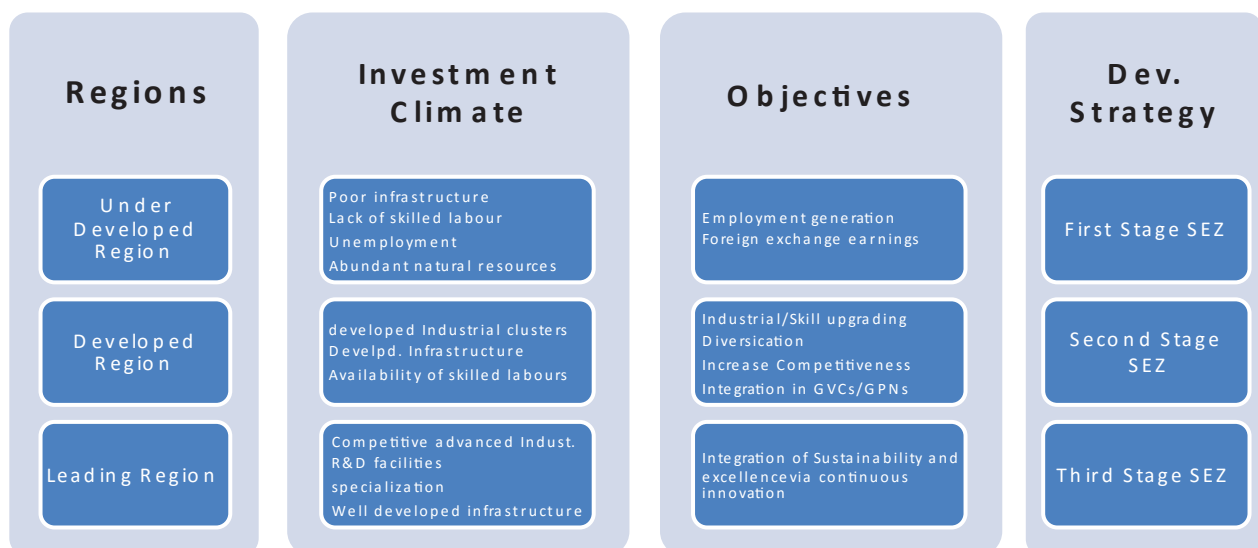 Regions
Under
Developed
Region
Developed
Region
Leading Region
Investment
Climate
Poor infrastructure
Lack of skilled labour
Unemployment
Abundant natural resources
developed Industrial clusters
Develpd. Infrastructure
Availability of skilled labours
Competitive advanced Indust.
R&D facilities
specialization
Well developed infrastructure
Objectives
Employment generation
Foreign exchange earnings
Industrial/Skill upgrading
Diversication
Increase Competitiveness
Integration in GVCs/GPNs
Integration of Sustainability and
excellencevia continuous
innovation
Dev.
Strategy
First Stage SEZ
Second Stage
SEZ
Third Stage SEZ